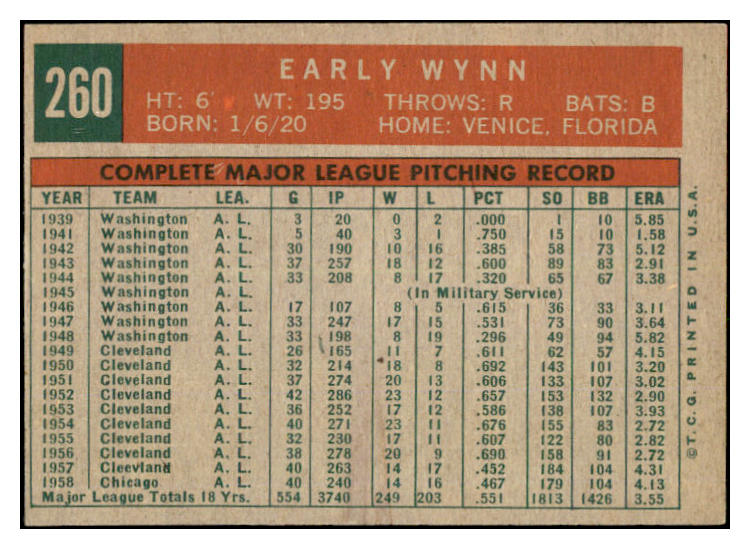 260
EARLY WYNN
HT: 6' WT: 195 THROWS: R BATS: B
BORN: 1/6/20 HOME: VENICE, FLORIDA
COMPLETE MAJOR LEAGUE PITCHING RECORD
YEAR TEAM LEA. G IP W L PCT SO BB ERA
1939 Washington A. L. 3 20 0 2 .000 1 10 5.85
1941 Washington A. L. 5 40 3 1 .750 15 10 1.58
1942 Washington A. L. 30 190 10 16 .385 58 73 5.12
1943 Washington A. L. 37 257 18 12 .600 89 83 2.91
1944 Washington A. L. 33 208 8 17 .320 65 67 3.38
1945 Washington A. L. (In Military Service)
1946 Washington A. L. 17 107 8 5 .615 36 33 3.11
1947 Washington A. L. 33 247 17 15 .531 73 90 3.64
1948 Washington A. L. 33 198 8 19 .296 49 94 5.82
1949 Cleveland A. L. 26 165 11 7 .611 62 57 4.15
1950 Cleveland A. L. 32 214 18 8 .692 143 101 3.20
1951 Cleveland A. L. 37 274 20 13 .606 133 107 3.02
1952 Cleveland A. L. 42 286 23 12 .657 153 132 2.90
1953 Cleveland A. L. 36 252 17 12 .586 138 107 3.93
1954 Cleveland A. L. 40 271 23 11 .676 155 83 2.72
1955 Cleveland A. L. 32 230 17 11 .607 122 80 2.82
1956 Cleveland A. L. 38 278 20 9 .690 158 91 2.72
1957 Cleevland A. L. 40 263 14 17 .452 184 104 4.31
1958 Chicago A. L. 40 240 14 16 .467 179 104 4.13
Major League Totals 18 Yrs. 554 3740 249 203 .551 1813 1426 3.55
©T.C.G. PRINTED IN U.S.A.